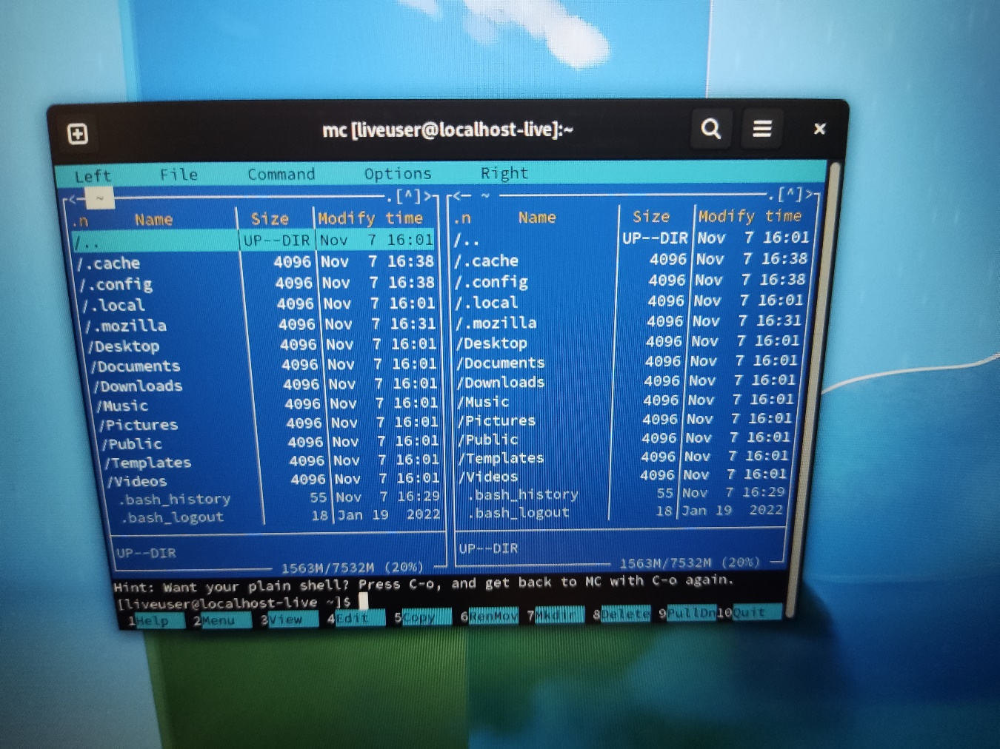 mc [liveuser@localhost-live]:~
Left File Command Options Right
<─ ~ .[^]> <─ ~ .[^]>
.n Name Size Modify time .n Name Size Modify time
/.. UP--DIR Nov 7 16:01 /.. UP--DIR Nov 7 16:01
/.cache 4096 Nov 7 16:38 /.cache 4096 Nov 7 16:38
/.config 4096 Nov 7 16:38 /.config 4096 Nov 7 16:38
/.local 4096 Nov 7 16:01 /.local 4096 Nov 7 16:01
/.mozilla 4096 Nov 7 16:31 /.mozilla 4096 Nov 7 16:31
/Desktop 4096 Nov 7 16:01 /Desktop 4096 Nov 7 16:01
/Documents 4096 Nov 7 16:01 /Documents 4096 Nov 7 16:01
/Downloads 4096 Nov 7 16:01 /Downloads 4096 Nov 7 16:01
/Music 4096 Nov 7 16:01 /Music 4096 Nov 7 16:01
/Pictures 4096 Nov 7 16:01 /Pictures 4096 Nov 7 16:01
/Public 4096 Nov 7 16:01 /Public 4096 Nov 7 16:01
/Templates 4096 Nov 7 16:01 /Templates 4096 Nov 7 16:01
/Videos 4096 Nov 7 16:01 /Videos 4096 Nov 7 16:01
.bash_history 55 Nov 7 16:29 .bash_history 55 Nov 7 16:29
.bash_logout 18 Jan 19 2022 .bash_logout 18 Jan 19 2022
UP--DIR UP--DIR
1563M/7532M (20%) 1563M/7532M (20%)
Hint: Want your plain shell? Press C-o, and get back to MC with C-o again.
[liveuser@localhost-live ~]$
1Help 2Menu 3View 4Edit 5Copy 6RenMov 7Mkdir 8Delete 9PullDn 10Quit